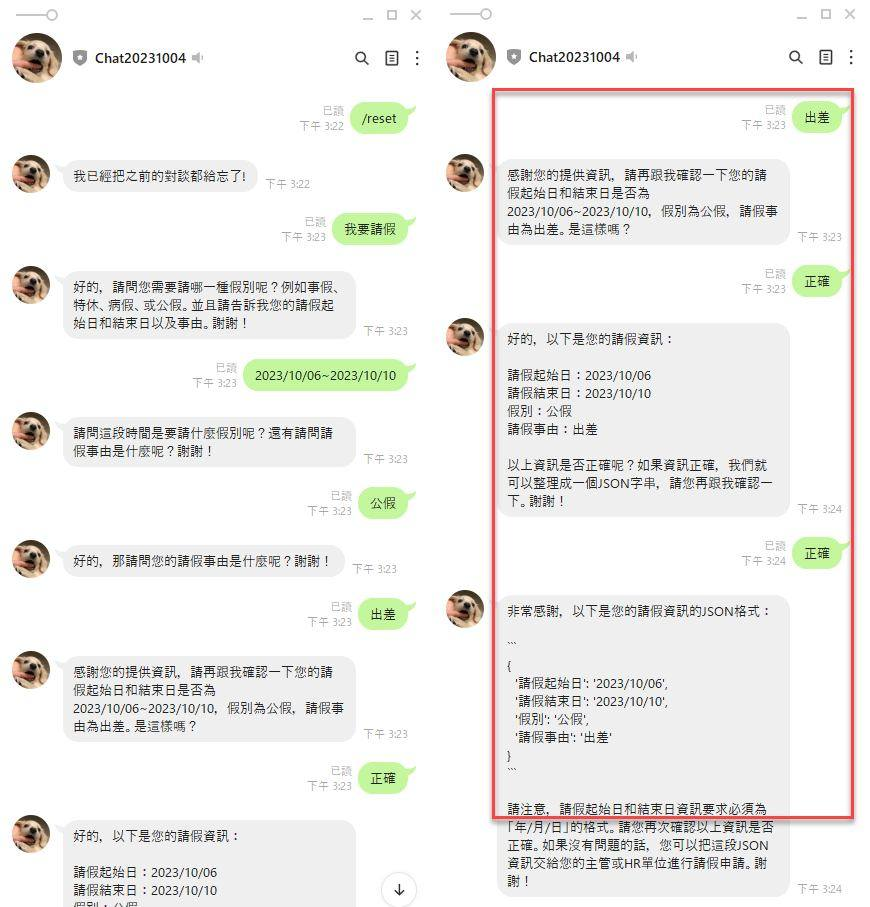 Chat20231004
已讀
下午 3:22
/reset
我已經把之前的對談都給忘了!
下午 3:22
已讀
下午 3:23
我要請假
好的，請問您需要請哪一種假別呢？例如事假、
特休、病假、或公假。並且請告訴我您的請假起
始日和結束日以及事由。謝謝！
下午 3:23
已讀
下午 3:23
2023/10/06~2023/10/10
請問這段時間是要請什麼假別呢？還有請問請
假事由是什麼呢？謝謝！
下午 3:23
已讀
下午 3:23
公假
好的，那請問您的請假事由是什麼呢？謝謝！
下午 3:23
已讀
下午 3:23
出差
感謝您的提供資訊，請再跟我確認一下您的請
假起始日和結束日是否為
2023/10/06~2023/10/10，假別為公假，請假事
由為出差。是這樣嗎？
下午 3:23
已讀
下午 3:23
正確
好的，以下是您的請假資訊：
請假起始日：2023/10/06
請假結束日：2023/10/10
假別：公假
Chat20231004
已讀
下午 3:23
出差
感謝您的提供資訊，請再跟我確認一下您的請
假起始日和結束日是否為
2023/10/06~2023/10/10，假別為公假，請假事
由為出差。是這樣嗎？
下午 3:23
已讀
下午 3:23
正確
好的，以下是您的請假資訊：
請假起始日：2023/10/06
請假結束日：2023/10/10
假別：公假
請假事由：出差
以上資訊是否正確呢？如果資訊正確，我們就
可以整理成一個JSON字串，請您再跟我確認一
下。謝謝！
下午 3:24
已讀
下午 3:24
正確
非常感謝，以下是您的請假資訊的JSON格式：
```
{
'請假起始日': '2023/10/06',
'請假結束日': '2023/10/10',
'假別': '公假',
'請假事由': '出差'
}
```
請注意，請假起始日和結束日資訊要求必須為
「年/月/日」的格式。請您再次確認以上資訊是否
正確。如果沒有問題的話，您可以把這段JSON
資訊交給您的主管或HR單位進行請假申請。謝
謝！
下午 3:24